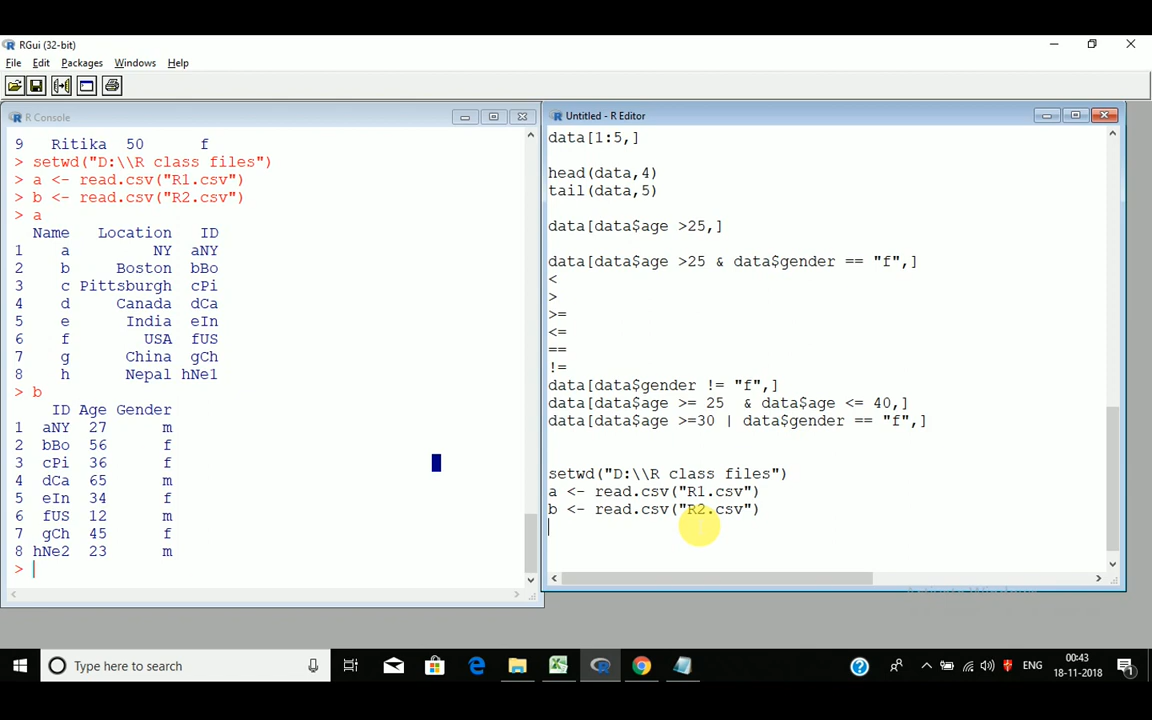 RGui (32-bit)
File Edit Packages Windows Help
R Console
9 Ritika 50 f
> setwd("D:\\R class files")
> a <- read.csv("R1.csv")
> b <- read.csv("R2.csv")
> a
Name Location ID
1 a NY aNY
2 b Boston bBo
3 c Pittsburgh cPi
4 d Canada dCa
5 e India eIn
6 f USA fUS
7 g China gCh
8 h Nepal hNe1
> b
ID Age Gender
1 aNY 27 m
2 bBo 56 f
3 cPi 36 f
4 dCa 65 m
5 eIn 34 f
6 fUS 12 m
7 gCh 45 f
8 hNe2 23 m
>
Untitled - R Editor
data[1:5,]
head(data,4)
tail(data,5)
data[data$age >25,]
data[data$age >25 & data$gender == "f",]
<
>
>=
<=
==
!=
data[data$gender != "f",]
data[data$age >= 25 & data$age <= 40,]
data[data$age >=30 | data$gender == "f",]
setwd("D:\\R class files")
a <- read.csv("R1.csv")
b <- read.csv("R2.csv")
Type here to search
ENG
00:43
18-11-2018
1